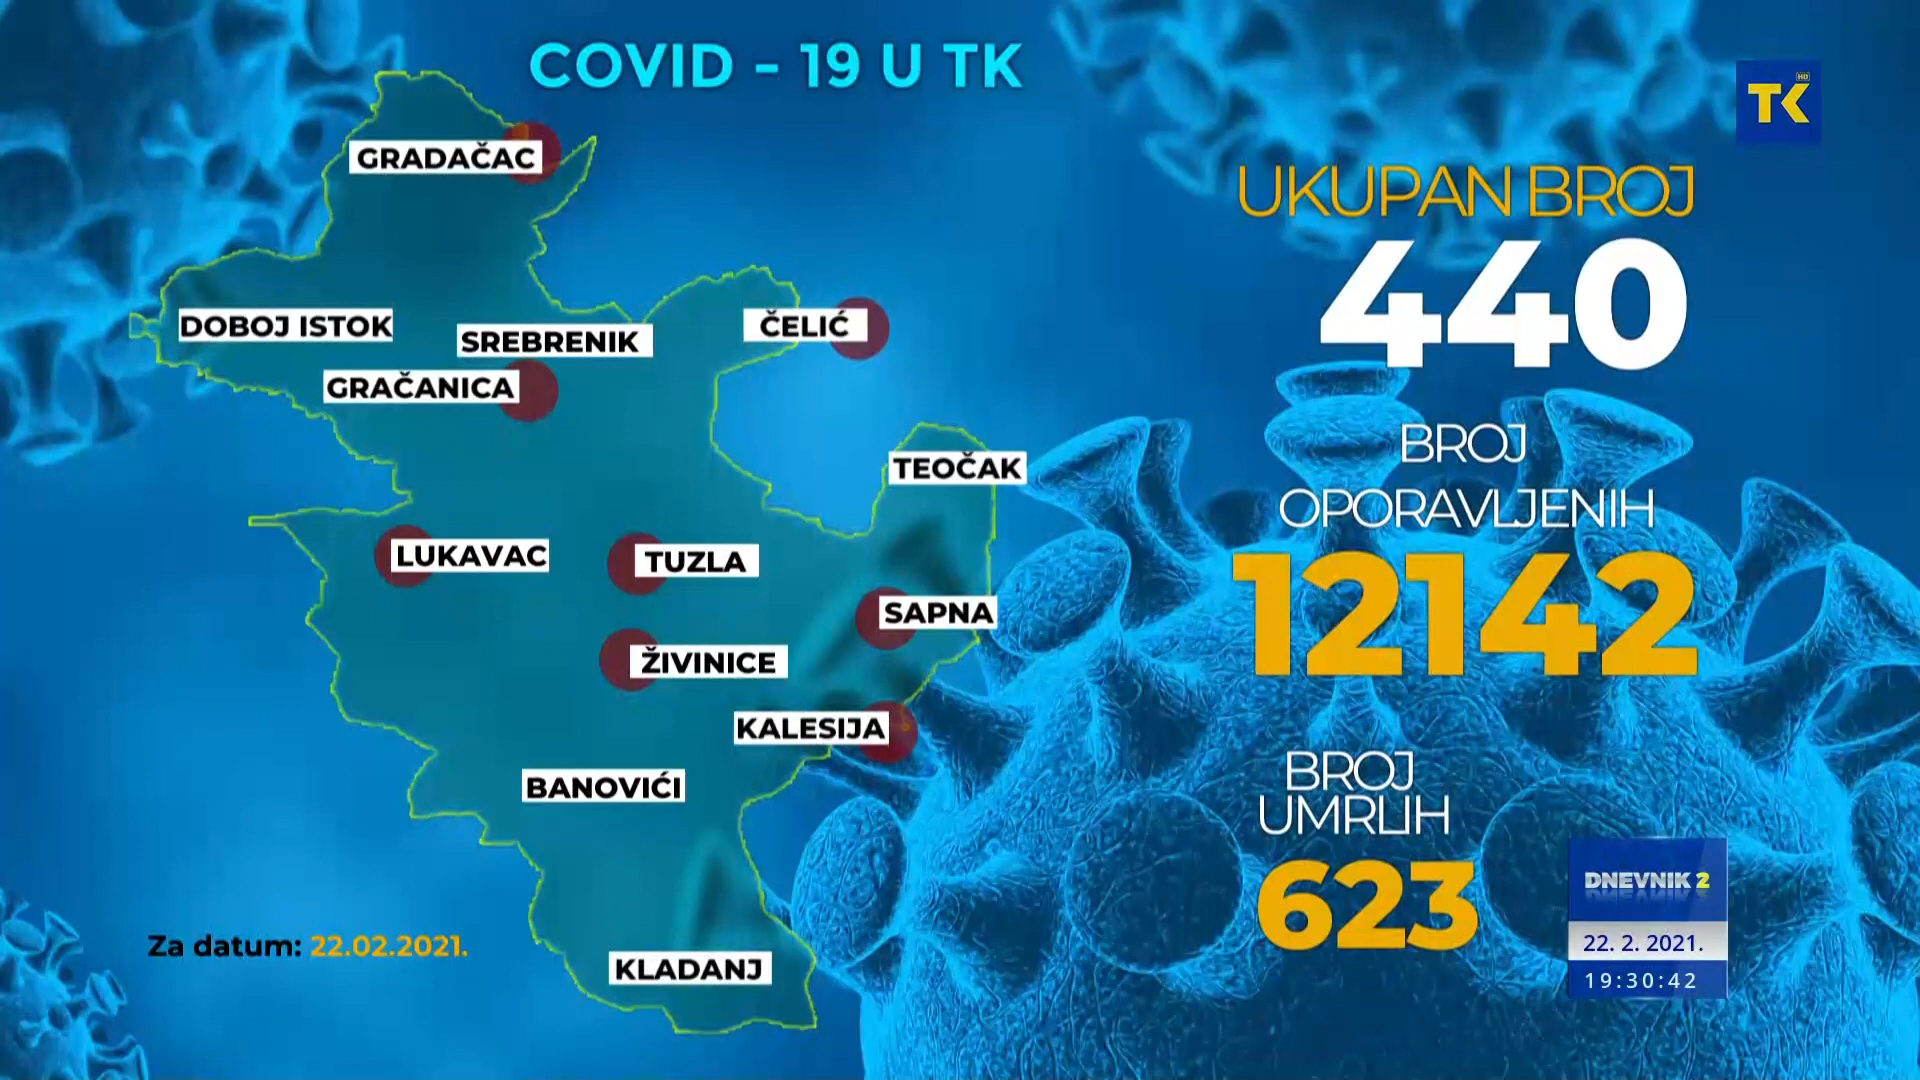 COVID - 19 U TK
HD
TK
GRADAČAC
UKUPAN BROJ
440
DOBOJ ISTOK
SREBRENIK
ČELIĆ
GRAČANICA
BROJ
OPORAVLJENIH
12142
TEOČAK
LUKAVAC
TUZLA
SAPNA
ŽIVINICE
KALESIJA
BANOVIĆI
BROJ
UMRLIH
623
KLADANJ
Za datum: 22.02.2021.
DNEVNIK 2
22. 2. 2021.
19:30:42